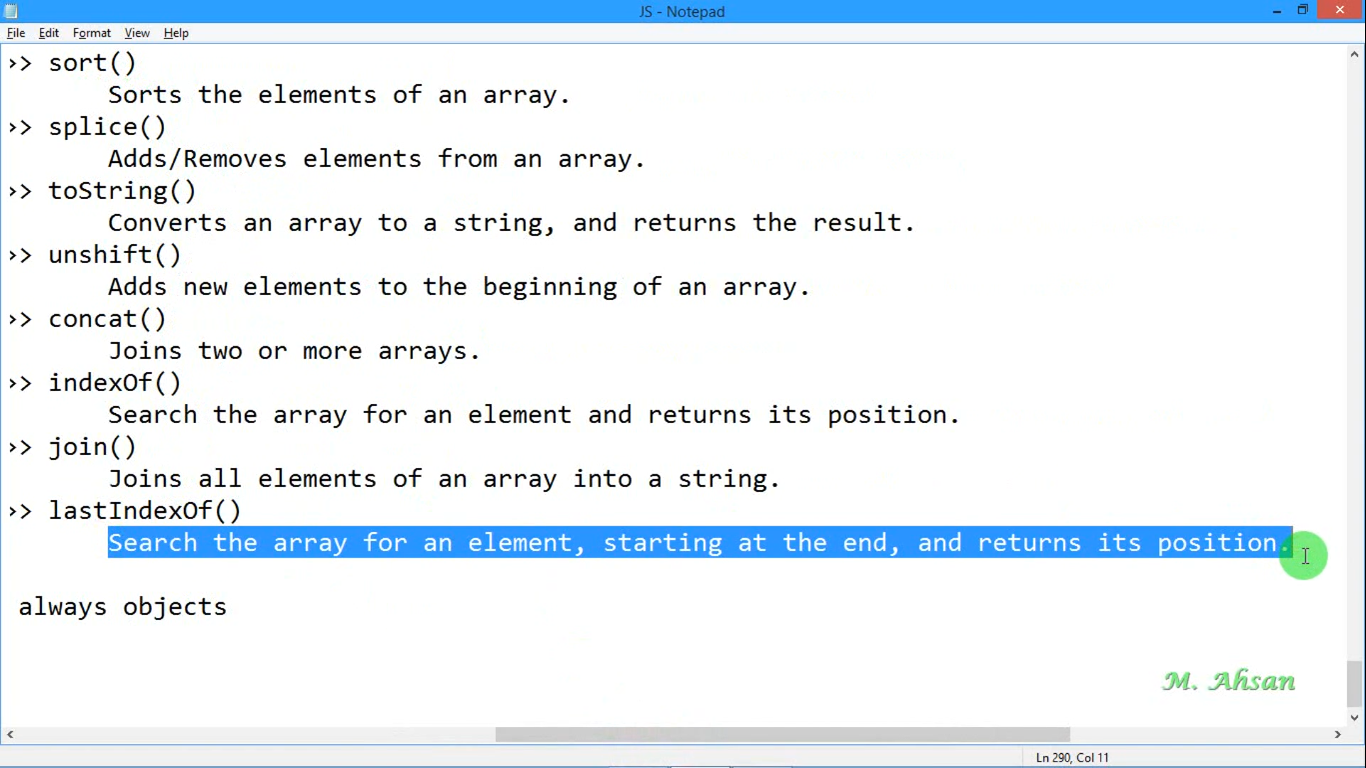 JS - Notepad
File Edit Format View Help
>> sort()
Sorts the elements of an array.
>> splice()
Adds/Removes elements from an array.
>> toString()
Converts an array to a string, and returns the result.
>> unshift()
Adds new elements to the beginning of an array.
>> concat()
Joins two or more arrays.
>> indexOf()
Search the array for an element and returns its position.
>> join()
Joins all elements of an array into a string.
>> lastIndexOf()
Search the array for an element, starting at the end, and returns its position.
always objects
M. Ahsan
Ln 290, Col 11